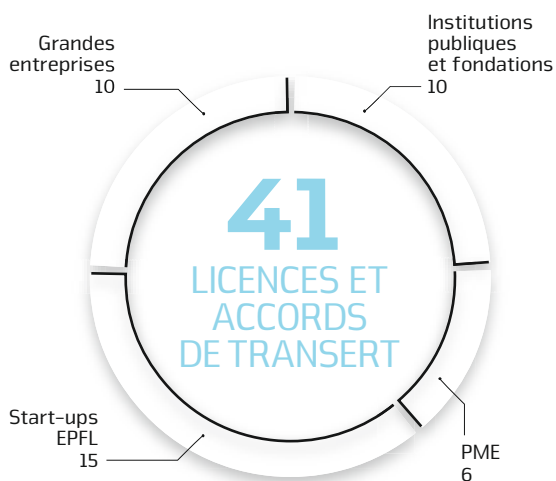 Grandes
entreprises
10
Institutions
publiques
et fondations
10
41
LICENCES ET
ACCORDS
DE TRANSERT
Start-ups
EPFL
15
PME
6